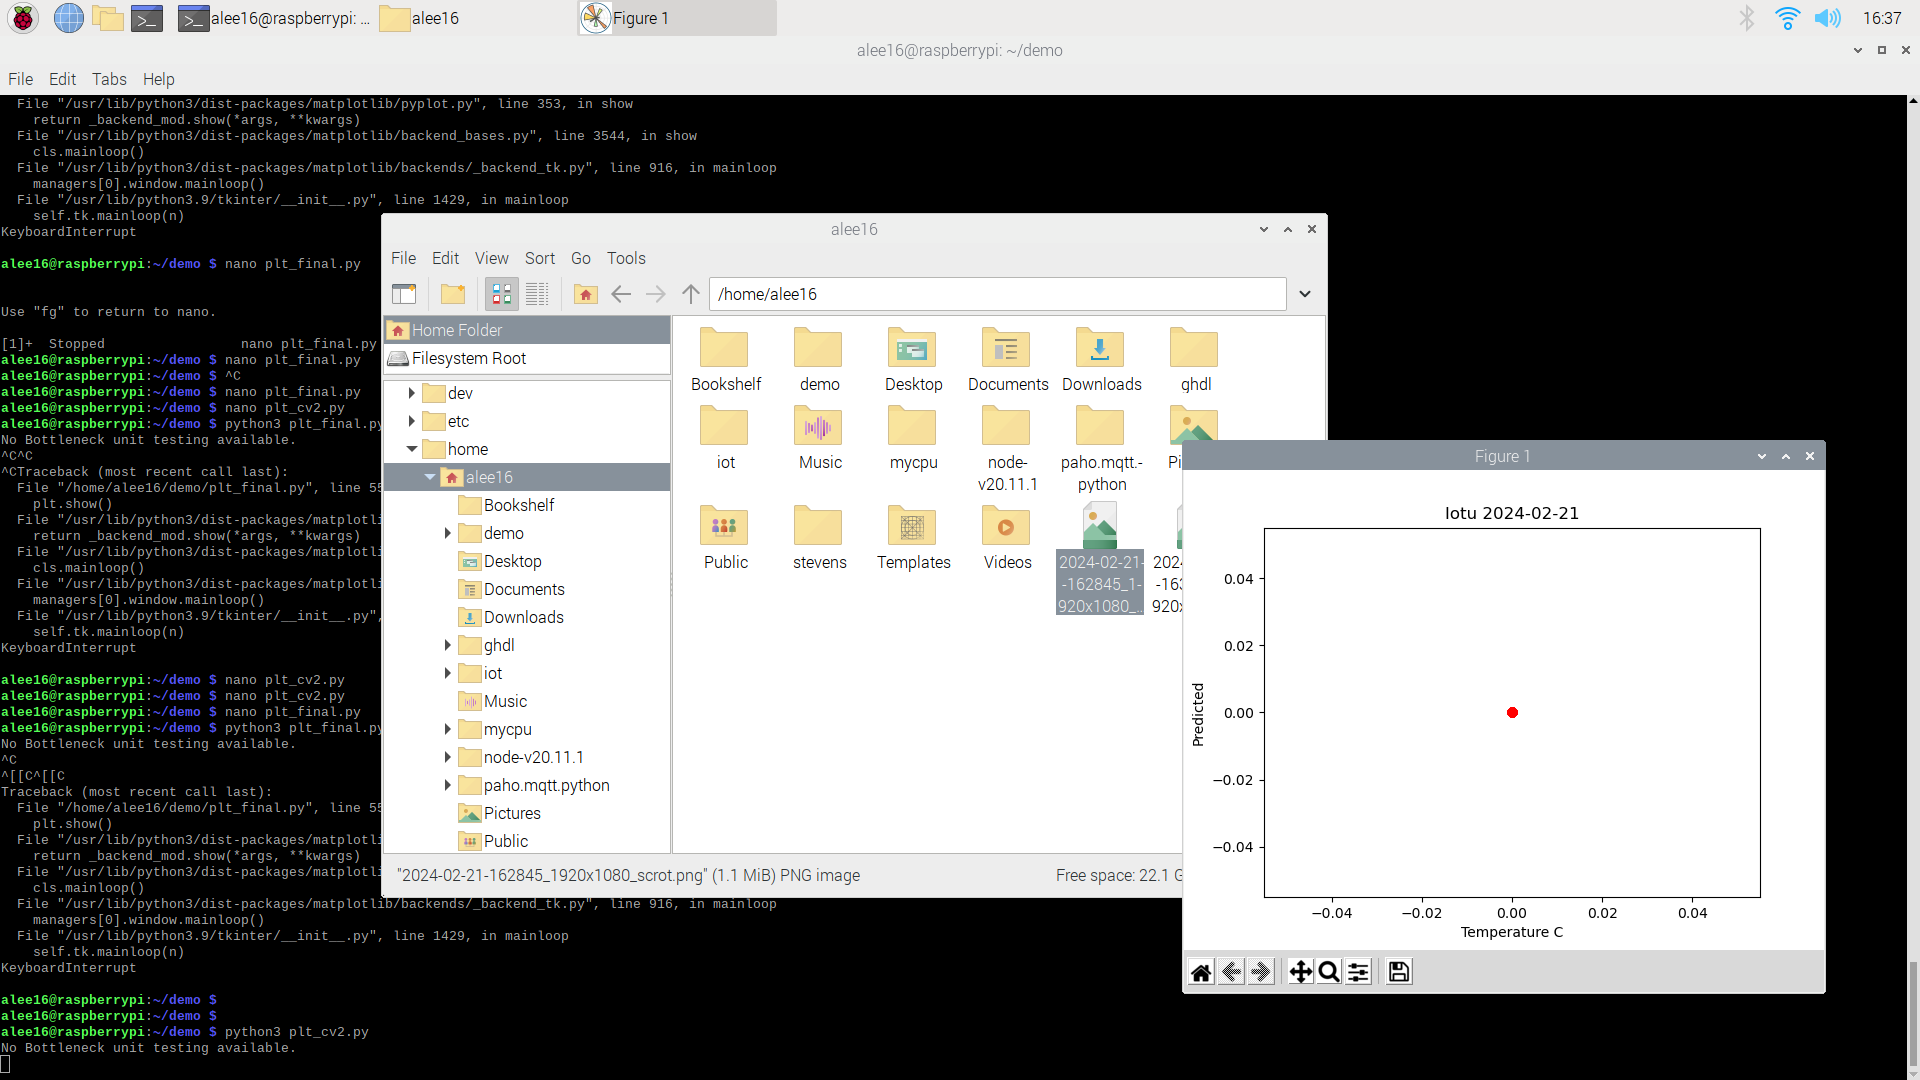 alee16@raspberrypi: ...
alee16
Figure 1
16:37
alee16@raspberrypi: ~/demo
File Edit Tabs Help
File "/usr/lib/python3/dist-packages/matplotlib/pyplot.py", line 353, in show
return _backend_mod.show(*args, **kwargs)
File "/usr/lib/python3/dist-packages/matplotlib/backend_bases.py", line 3544, in show
cls.mainloop()
File "/usr/lib/python3/dist-packages/matplotlib/backends/_backend_tk.py", line 916, in mainloop
managers[0].window.mainloop()
File "/usr/lib/python3.9/tkinter/__init__.py", line 1429, in mainloop
self.tk.mainloop(n)
KeyboardInterrupt
alee16@raspberrypi:~/demo $ nano plt_final.py
Use "fg" to return to nano.
[1]+  Stopped                 nano plt_final.py
alee16@raspberrypi:~/demo $ nano plt_final.py
alee16@raspberrypi:~/demo $ ^C
alee16@raspberrypi:~/demo $ nano plt_final.py
alee16@raspberrypi:~/demo $ nano plt_cv2.py
alee16@raspberrypi:~/demo $ python3 plt_final.py
No Bottleneck unit testing available.
^C^C
^CTraceback (most recent call last):
File "/home/alee16/demo/plt_final.py", line 55
plt.show()
File "/usr/lib/python3/dist-packages/matplotli
return _backend_mod.show(*args, **kwargs)
File "/usr/lib/python3/dist-packages/matplotli
cls.mainloop()
File "/usr/lib/python3/dist-packages/matplotli
managers[0].window.mainloop()
File "/usr/lib/python3.9/tkinter/__init__.py",
self.tk.mainloop(n)
KeyboardInterrupt
alee16@raspberrypi:~/demo $ nano plt_cv2.py
alee16@raspberrypi:~/demo $ nano plt_cv2.py
alee16@raspberrypi:~/demo $ nano plt_final.py
alee16@raspberrypi:~/demo $ python3 plt_final.py
No Bottleneck unit testing available.
^C
^[[C^[[C
Traceback (most recent call last):
File "/home/alee16/demo/plt_final.py", line 55
plt.show()
File "/usr/lib/python3/dist-packages/matplotli
return _backend_mod.show(*args, **kwargs)
File "/usr/lib/python3/dist-packages/matplotli
cls.mainloop()
File "/usr/lib/python3/dist-packages/matplotlib/backends/_backend_tk.py", line 916, in mainloop
managers[0].window.mainloop()
File "/usr/lib/python3.9/tkinter/__init__.py", line 1429, in mainloop
self.tk.mainloop(n)
KeyboardInterrupt
alee16@raspberrypi:~/demo $
alee16@raspberrypi:~/demo $
alee16@raspberrypi:~/demo $ python3 plt_cv2.py
No Bottleneck unit testing available.
alee16
File Edit View Sort Go Tools
/home/alee16
Home Folder
Filesystem Root
dev
etc
home
alee16
Bookshelf
demo
Desktop
Documents
Downloads
ghdl
iot
Music
mycpu
node-v20.11.1
paho.mqtt.python
Pictures
Public
Bookshelf demo Desktop Documents Downloads ghdl
iot Music mycpu node-v20.11.1 paho.mqtt.-python Pi
Public stevens Templates Videos
2024-02-21-
-162845_1-
920x1080_...
202
-163
920x
"2024-02-21-162845_1920x1080_scrot.png" (1.1 MiB) PNG image
Free space: 22.1 G
Figure 1
Iotu 2024-02-21
0.04
0.02
0.00
−0.02
−0.04
Predicted
−0.04 −0.02 0.00 0.02 0.04
Temperature C